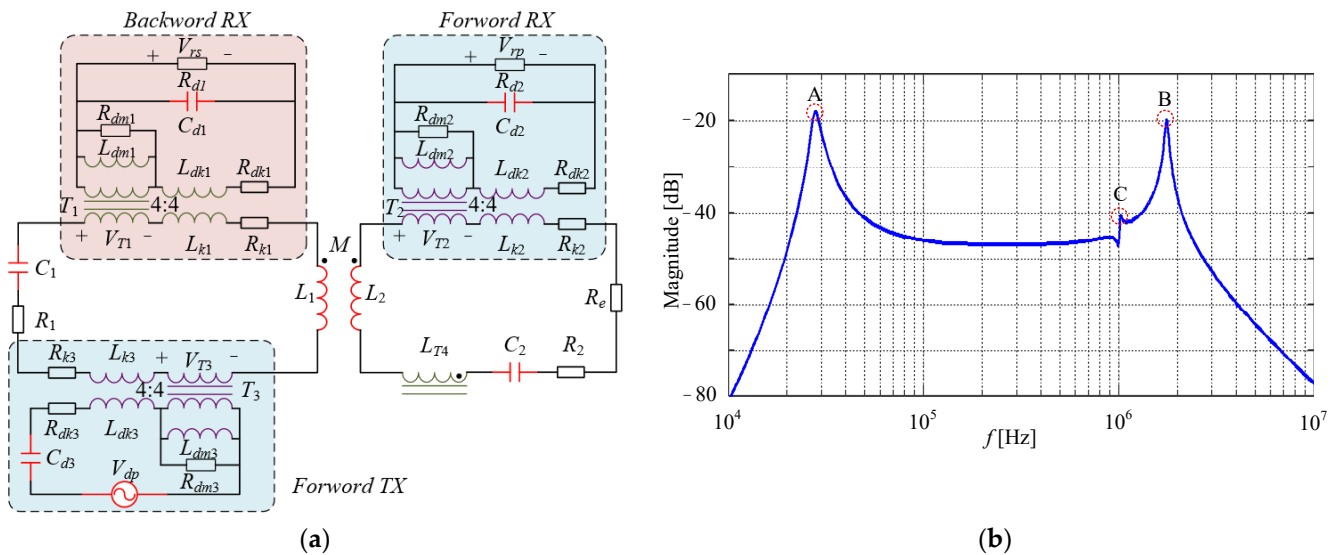 Backword RX
Forword RX
+ V_rs -
R_d1
C_d1
R_dm1
L_dm1
L_dk1
R_dk1
T_1
4:4
+ V_T1 -
L_k1
R_k1
+ V_rp -
R_d2
C_d2
R_dm2
L_dm2
L_dk2
R_dk2
T_2
4:4
+ V_T2 -
L_k2
R_k2
C_1
R_1
L_1
M
L_2
R_e
L_T4
C_2
R_2
R_k3
L_k3
+ V_T3 -
4:4
T_3
R_dk3
L_dk3
L_dm3
R_dm3
C_d3
V_dp
Forword TX
(a)
A
B
C
Magnitude [dB]
-20
-40
-60
-80
10^4
10^5
10^6
10^7
f [Hz]
(b)